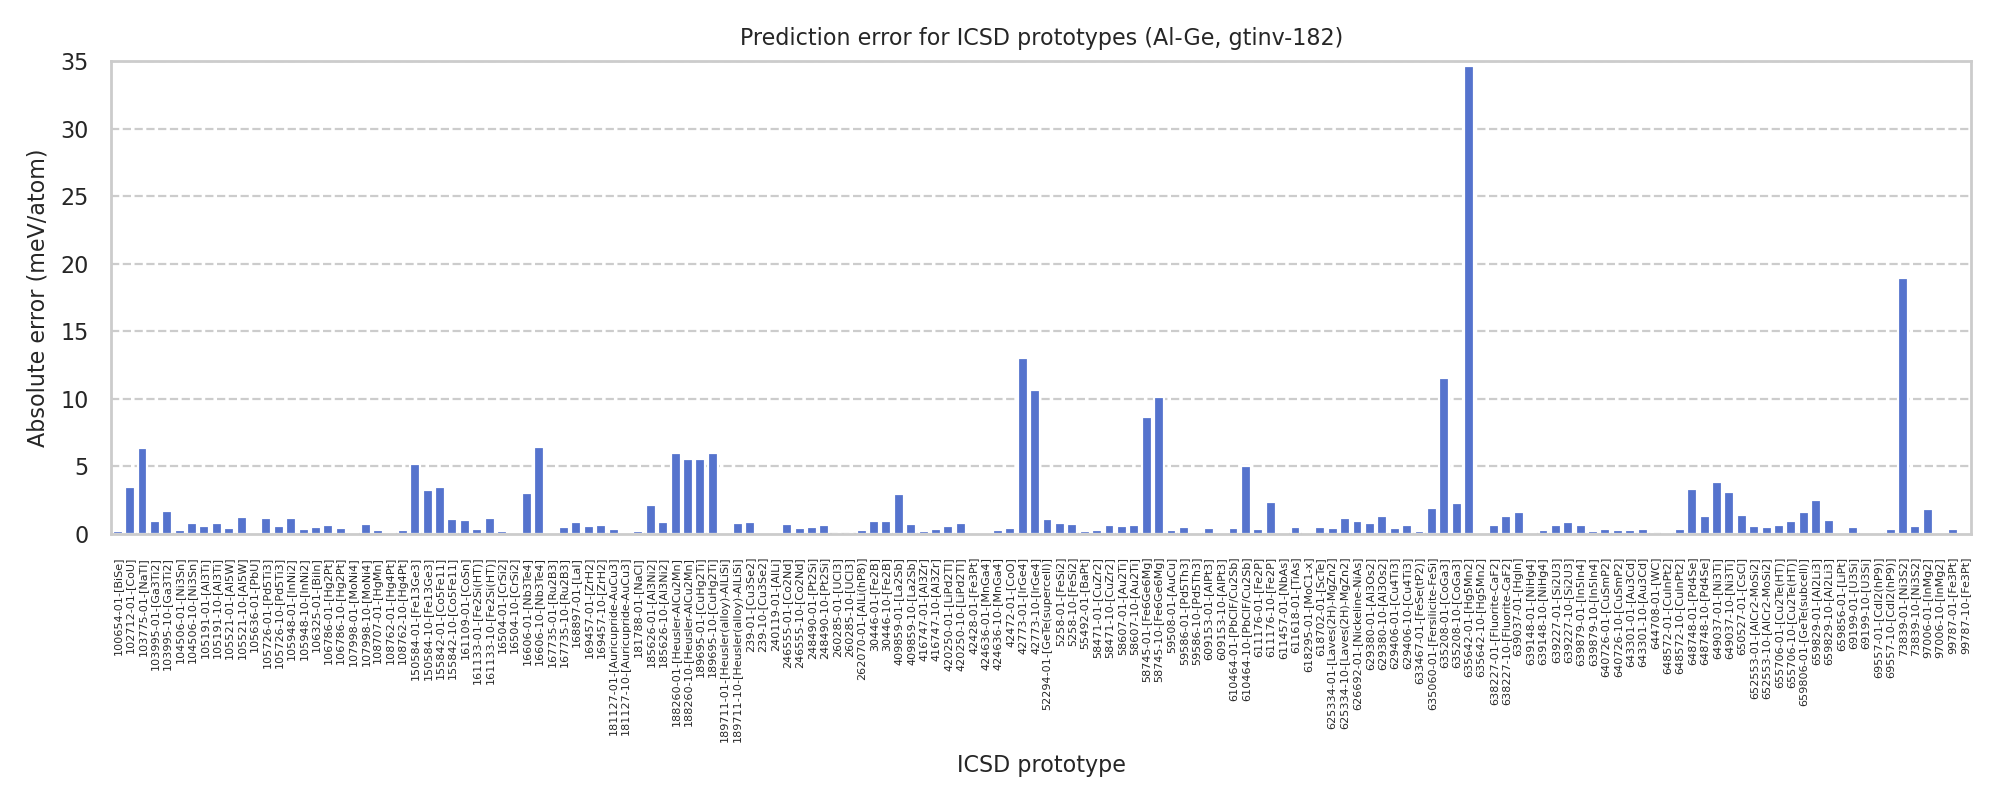 Prediction error for ICSD prototypes (Al-Ge, gtinv-182)
Absolute error (meV/atom)
35
30
25
20
15
10
5
0
100654-01-[BiSe]
102712-01-[CoU]
103775-01-[NaTl]
103995-01-[Ga3Ti2]
103995-10-[Ga3Ti2]
104506-01-[Ni3Sn]
104506-10-[Ni3Sn]
105191-01-[Al3Ti]
105191-10-[Al3Ti]
105521-01-[Al5W]
105521-10-[Al5W]
105636-01-[PbU]
105726-01-[Pd5Ti3]
105726-10-[Pd5Ti3]
105948-01-[InNi2]
105948-10-[InNi2]
106325-01-[BiIn]
106786-01-[Hg2Pt]
106786-10-[Hg2Pt]
107998-01-[MoNi4]
107998-10-[MoNi4]
108707-01-[HgMn]
108762-01-[Hg4Pt]
108762-10-[Hg4Pt]
150584-01-[Fe13Ge3]
150584-10-[Fe13Ge3]
155842-01-[Co5Fe11]
155842-10-[Co5Fe11]
161109-01-[CoSn]
161133-01-[Fe2Si(HT)]
161133-10-[Fe2Si(HT)]
16504-01-[CrSi2]
16504-10-[CrSi2]
16606-01-[Nb3Te4]
16606-10-[Nb3Te4]
167735-01-[Ru2B3]
167735-10-[Ru2B3]
168897-01-[LaI]
169457-01-[ZrH2]
169457-10-[ZrH2]
181127-01-[Auricupride-AuCu3]
181127-10-[Auricupride-AuCu3]
181788-01-[NaCl]
185626-01-[Al3Ni2]
185626-10-[Al3Ni2]
188260-01-[Heusler-AlCu2Mn]
188260-10-[Heusler-AlCu2Mn]
189695-01-[CuHg2Ti]
189695-10-[CuHg2Ti]
189711-01-[Heusler(alloy)-AlLiSi]
189711-10-[Heusler(alloy)-AlLiSi]
239-01-[Cu3Se2]
239-10-[Cu3Se2]
240119-01-[AlLi]
246555-01-[Co2Nd]
246555-10-[Co2Nd]
248490-01-[Pt2Si]
248490-10-[Pt2Si]
260285-01-[UCl3]
260285-10-[UCl3]
262070-01-[AlLi(hP8)]
30446-01-[Fe2B]
30446-10-[Fe2B]
409859-01-[La2Sb]
409859-10-[La2Sb]
416747-01-[Al3Zr]
416747-10-[Al3Zr]
420250-01-[LiPd2Tl]
420250-10-[LiPd2Tl]
42428-01-[Fe3Pt]
424636-01-[MnGa4]
424636-10-[MnGa4]
42472-01-[CoO]
42773-01-[IrGe4]
42773-10-[IrGe4]
52294-01-[GeTe(supercell)]
5258-01-[FeSi2]
5258-10-[FeSi2]
55492-01-[BaPt]
58471-01-[CuZr2]
58471-10-[CuZr2]
58607-01-[Au2Ti]
58607-10-[Au2Ti]
58745-01-[Fe6Ge6Mg]
58745-10-[Fe6Ge6Mg]
59508-01-[AuCu]
59586-01-[Pd5Th3]
59586-10-[Pd5Th3]
609153-01-[AlPt3]
609153-10-[AlPt3]
610464-01-[PbClF/Cu2Sb]
610464-10-[PbClF/Cu2Sb]
611176-01-[Fe2P]
611176-10-[Fe2P]
611457-01-[NbAs]
611618-01-[TiAs]
618295-01-[MoC1-x]
618702-01-[ScTe]
625334-01-[Laves(2H)-MgZn2]
625334-10-[Laves(2H)-MgZn2]
626692-01-[Nickeline-NiAs]
629380-01-[Al3Os2]
629380-10-[Al3Os2]
629406-01-[Cu4Ti3]
629406-10-[Cu4Ti3]
633467-01-[FeSe(tP2)]
635060-01-[Fersilicite-FeSi]
635208-01-[CoGa3]
635208-10-[CoGa3]
635642-01-[Hg5Mn2]
635642-10-[Hg5Mn2]
638227-01-[Fluorite-CaF2]
638227-10-[Fluorite-CaF2]
639037-01-[HgIn]
639148-01-[NiHg4]
639148-10-[NiHg4]
639227-01-[Si2U3]
639227-10-[Si2U3]
639879-01-[In5In4]
639879-10-[In5In4]
640726-01-[CuSmP2]
640726-10-[CuSmP2]
643301-01-[Au3Cd]
643301-10-[Au3Cd]
644708-01-[WC]
648572-01-[CuInPt2]
648572-10-[CuInPt2]
648748-01-[Pd4Se]
648748-10-[Pd4Se]
649037-01-[Ni3Ti]
649037-10-[Ni3Ti]
650527-01-[CsCl]
652553-01-[AlCr2-MoSi2]
652553-10-[AlCr2-MoSi2]
655706-01-[Cu2Te(HT)]
655706-10-[Cu2Te(HT)]
659806-01-[GeTe(subcell)]
659829-01-[Al2Li3]
659829-10-[Al2Li3]
659856-01-[LiPt]
69199-01-[U3Si]
69199-10-[U3Si]
69557-01-[CdI2(hP9)]
69557-10-[CdI2(hP9)]
73839-01-[Ni3S2]
73839-10-[Ni3S2]
97006-01-[InMg2]
97006-10-[InMg2]
99787-01-[Fe3Pt]
99787-10-[Fe3Pt]
ICSD prototype